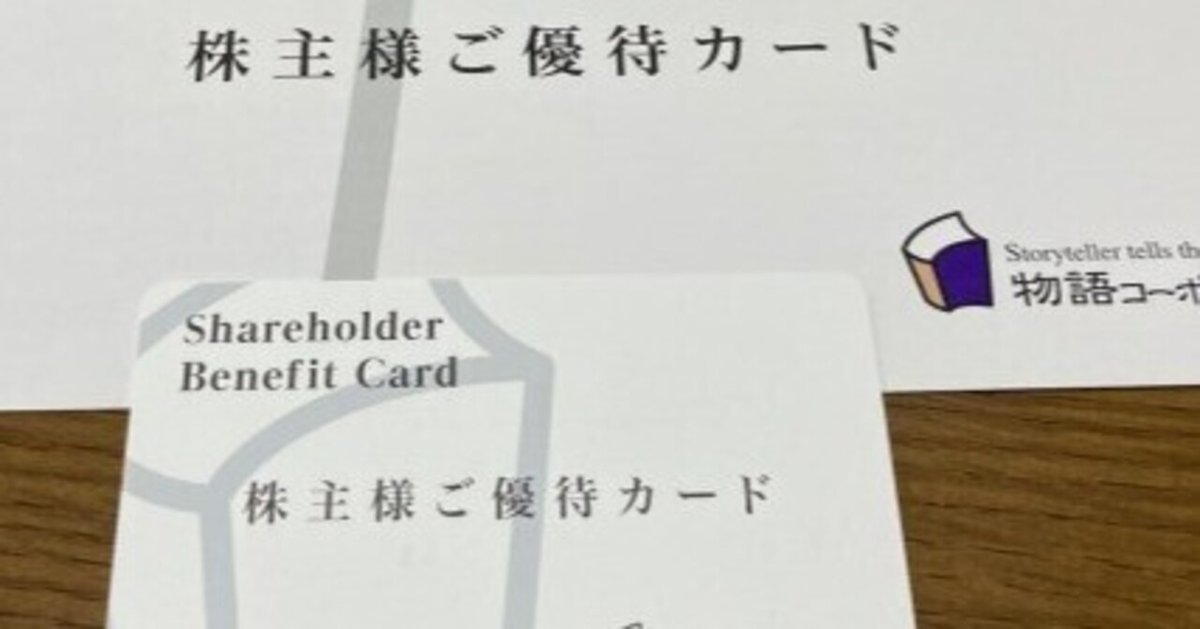 株主様ご優待カード
Storyteller tells the
物語コーポ
Shareholder
Benefit Card
株主様ご優待カード